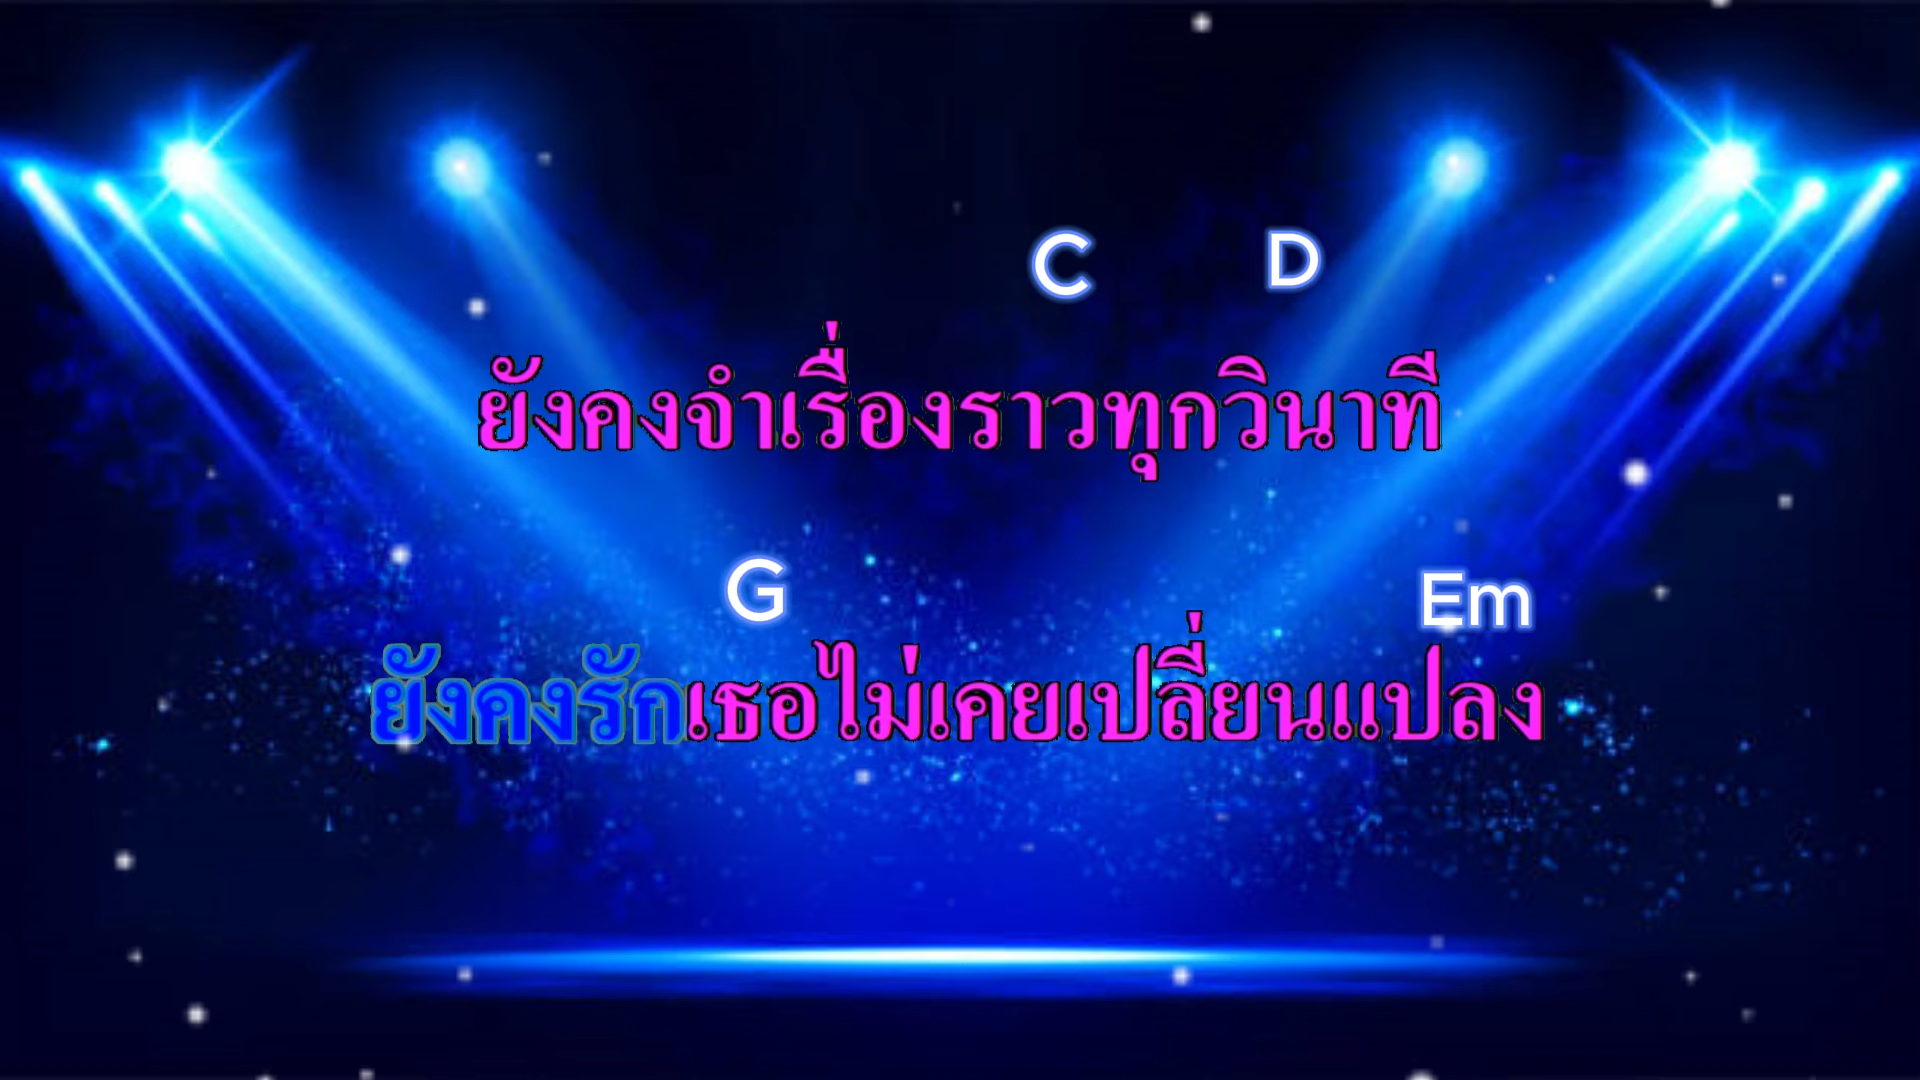 C D
ยังคงจำเรื่องราวทุกวินาที
G Em
ยังคงรักเธอไม่เคยเปลี่ยนแปลง